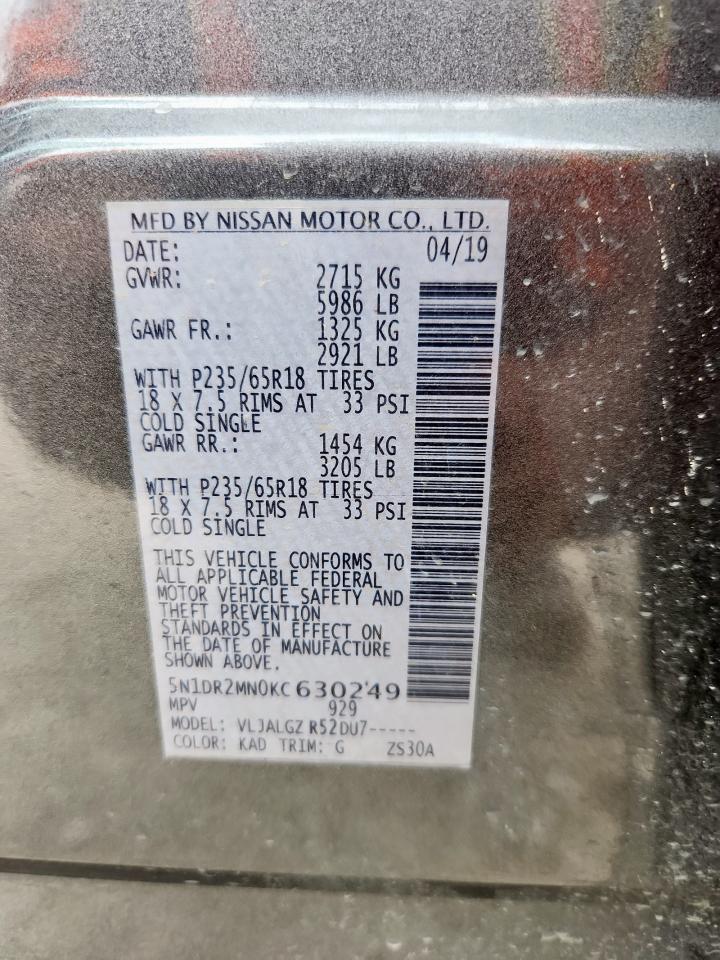 MFD BY NISSAN MOTOR CO., LTD.
DATE: 04/19
GVWR: 2715 KG
5986 LB
GAWR FR.: 1325 KG
2921 LB
WITH P235/65R18 TIRES
18 X 7.5 RIMS AT 33 PSI
COLD SINGLE
GAWR RR.: 1454 KG
3205 LB
WITH P235/65R18 TIRES
18 X 7.5 RIMS AT 33 PSI
COLD SINGLE
THIS VEHICLE CONFORMS TO
ALL APPLICABLE FEDERAL
MOTOR VEHICLE SAFETY AND
THEFT PREVENTION
STANDARDS IN EFFECT ON
THE DATE OF MANUFACTURE
SHOWN ABOVE.
5N1DR2MN0KC630249
MPV 929
MODEL: VLJALGZ R52DU7-----
COLOR: KAD TRIM: G ZS30A